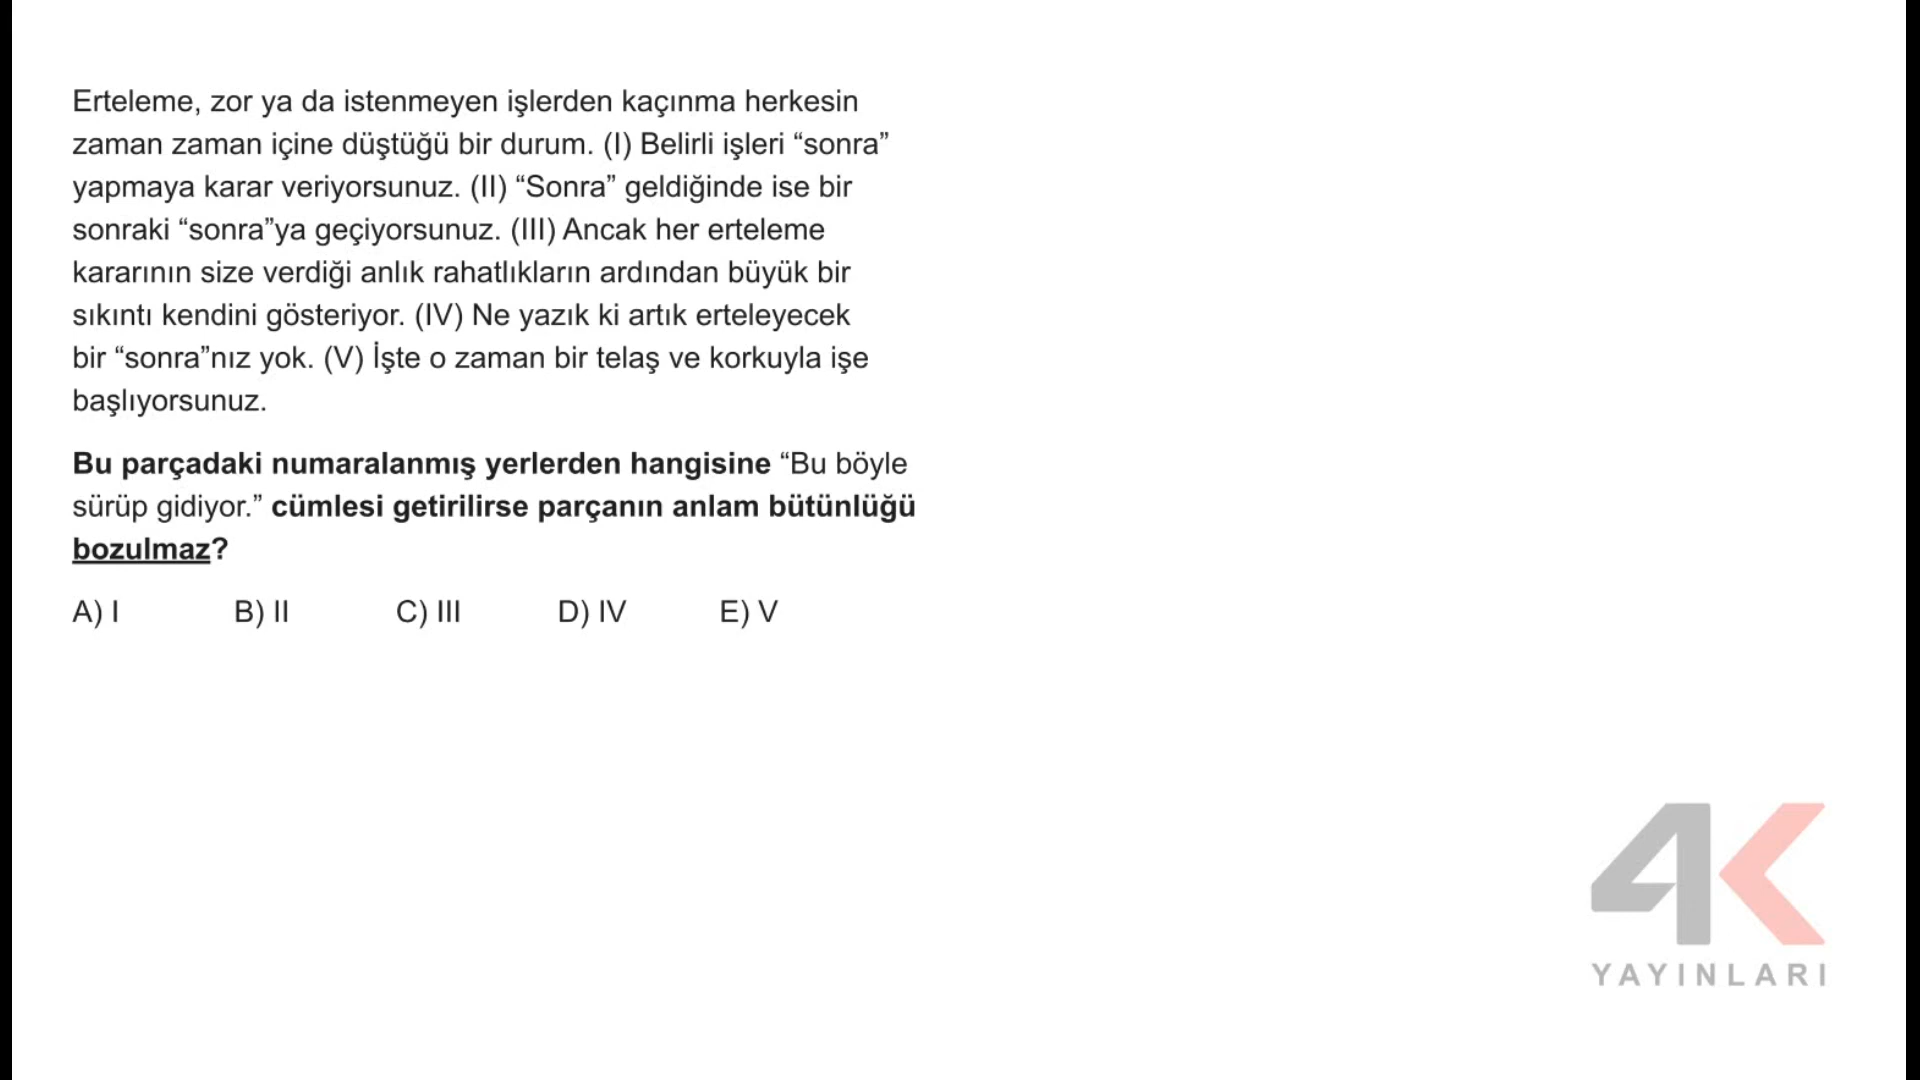 Erteleme, zor ya da istenmeyen işlerden kaçınma herkesin
zaman zaman içine düştüğü bir durum. (I) Belirli işleri “sonra”
yapmaya karar veriyorsunuz. (II) “Sonra” geldiğinde ise bir
sonraki “sonra”ya geçiyorsunuz. (III) Ancak her erteleme
kararının size verdiği anlık rahatlıkların ardından büyük bir
sıkıntı kendini gösteriyor. (IV) Ne yazık ki artık erteleyecek
bir “sonra”nız yok. (V) İşte o zaman bir telaş ve korkuyla işe
başlıyorsunuz.
Bu parçadaki numaralanmış yerlerden hangisine “Bu böyle
sürüp gidiyor.” cümlesi getirilirse parçanın anlam bütünlüğü
bozulmaz?
A) I B) II C) III D) IV E) V
4K
YAYINLARI